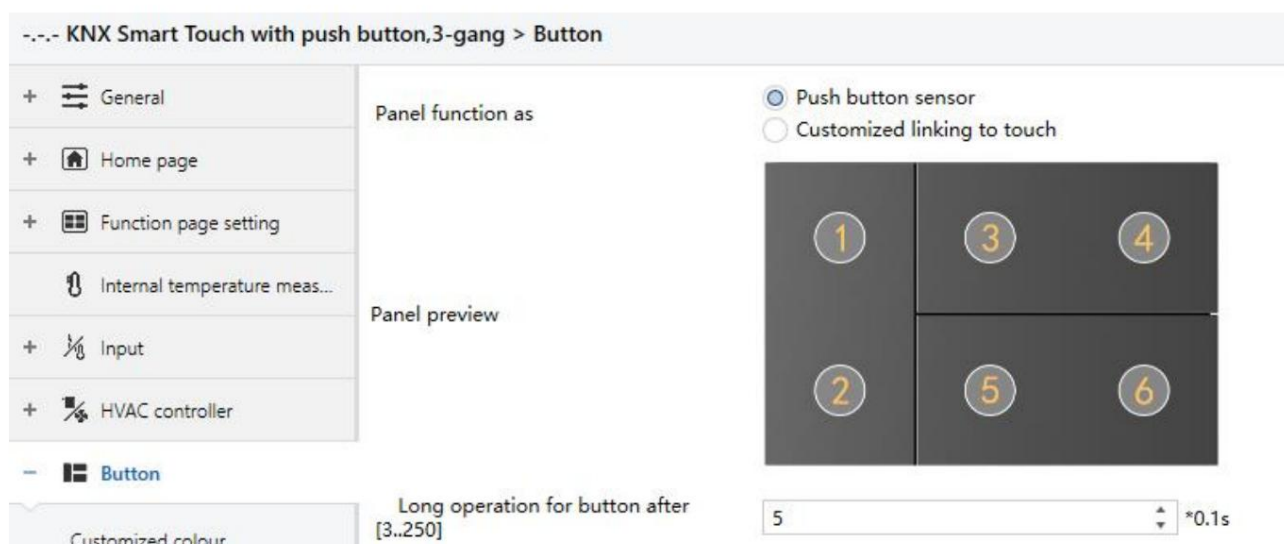 -.-.- KNX Smart Touch with push button,3-gang > Button
+ General
+ Home page
+ Function page setting
Internal temperature meas...
+ Input
+ HVAC controller
– Button
Customized colour
Panel function as
Push button sensor
Customized linking to touch
Panel preview
1
3
4
2
5
6
Long operation for button after
[3..250]
5
*0.1s